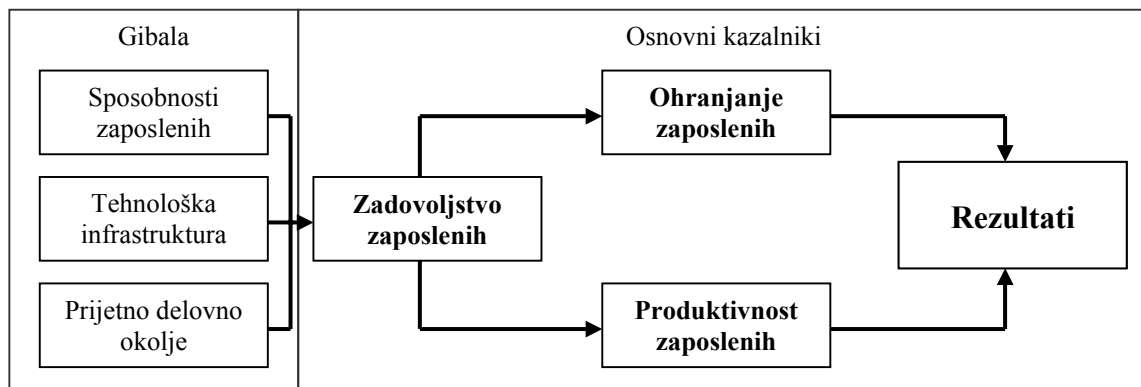 Gibala
Sposobnosti
zaposlenih
Tehnološka
infrastruktura
Prijetno delovno
okolje
Osnovni kazalniki
Zadovoljstvo
zaposlenih
Ohranjanje
zaposlenih
Produktivnost
zaposlenih
Rezultati